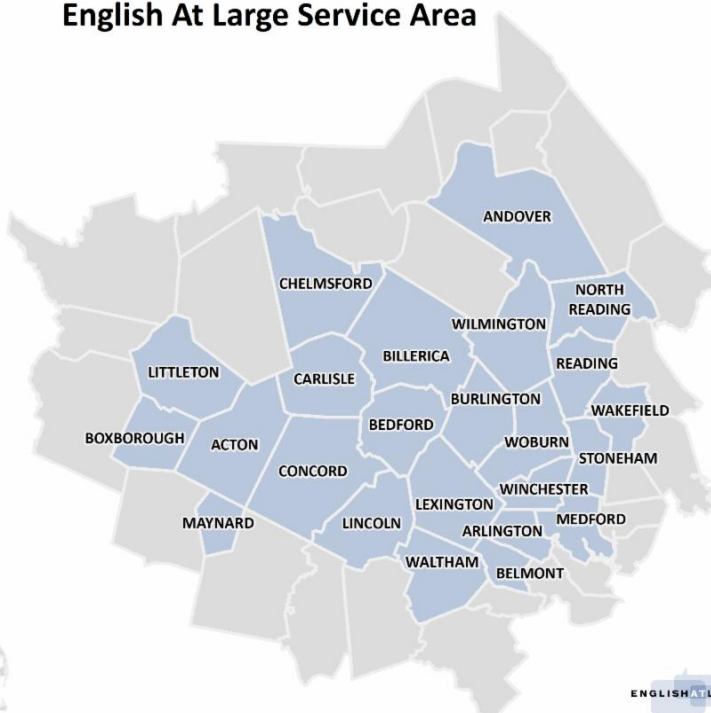 English At Large Service Area
ANDOVER
CHELMSFORD
NORTH
READING
WILMINGTON
BILLERICA
READING
LITTLETON
CARLISLE
BURLINGTON
WAKEFIELD
BEDFORD
BOXBOROUGH
ACTON
WOBURN
STONEHAM
CONCORD
WINCHESTER
LEXINGTON
MEDFORD
MAYNARD
LINCOLN
ARLINGTON
WALTHAM
BELMONT
ENGLISHATL